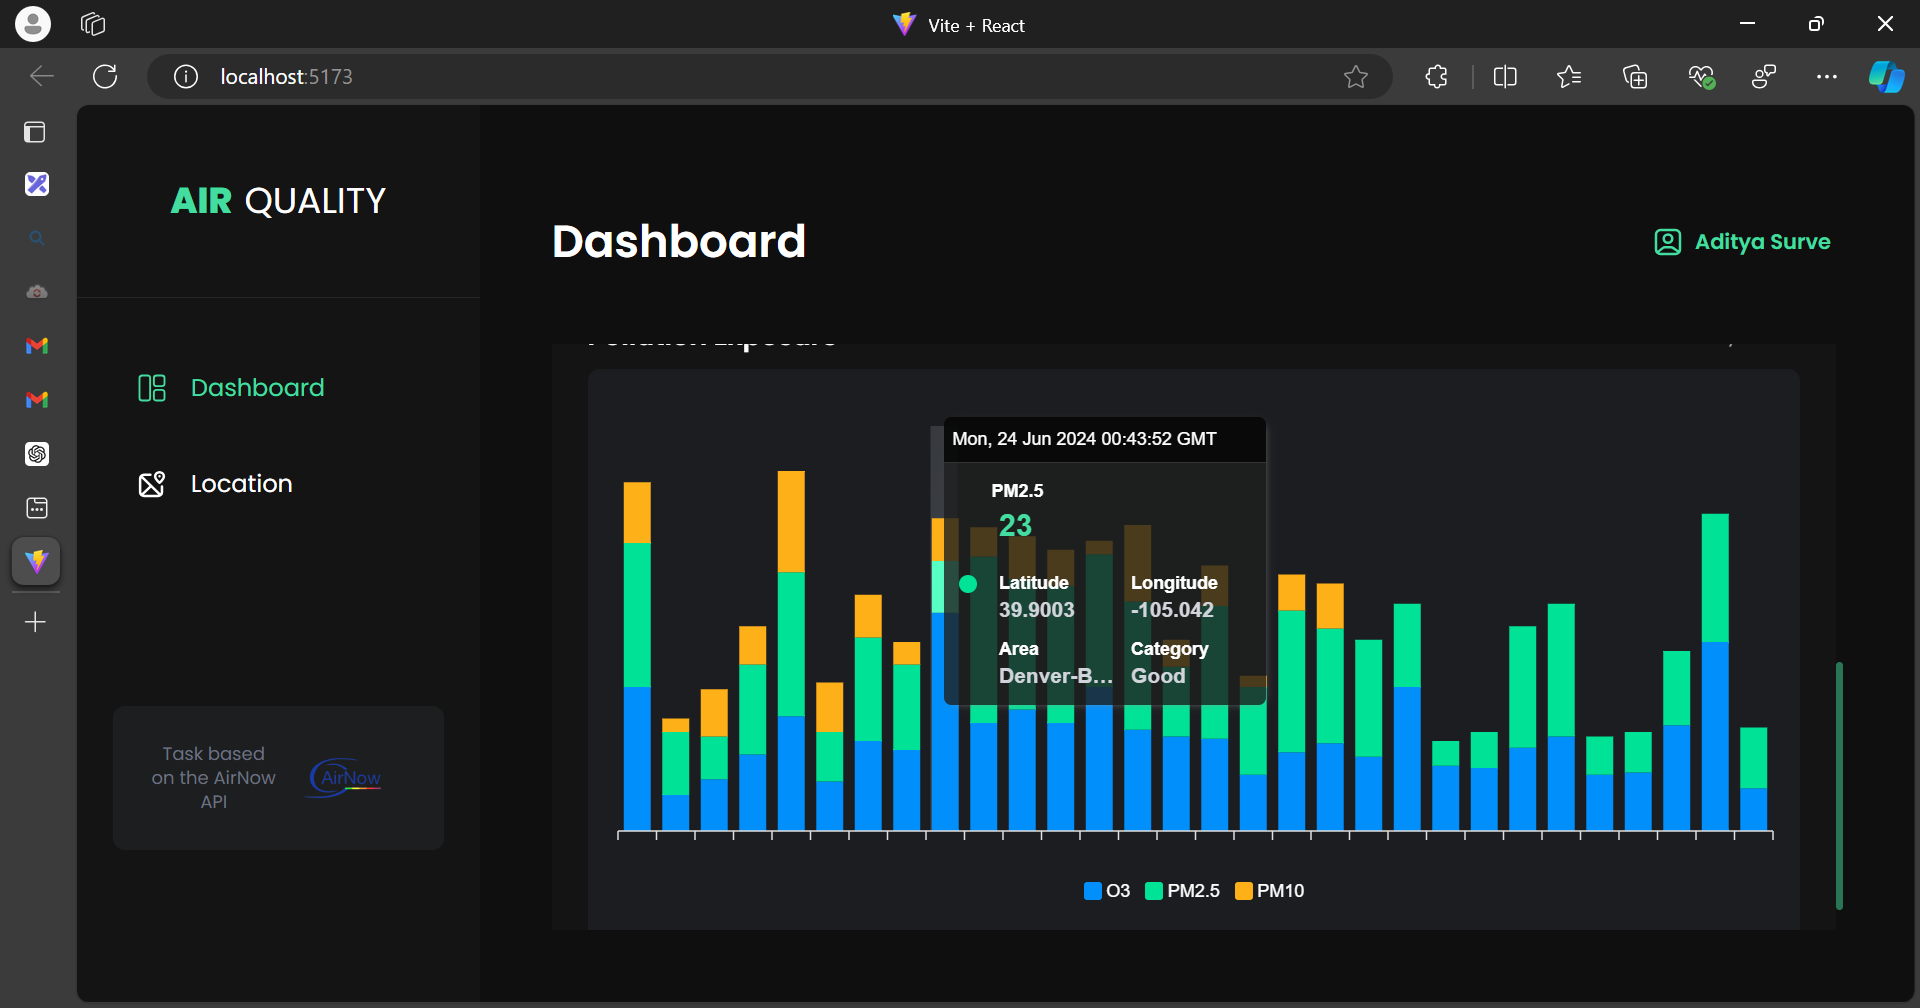 Vite + React
localhost:5173
AIR QUALITY
Dashboard
Aditya Surve
Dashboard
Location
Pollution Exposure
Mon, 24 Jun 2024 00:43:52 GMT
PM2.5
23
Latitude
Longitude
39.9003
-105.042
Area
Category
Denver-B...
Good
Task based
on the AirNow
API
AirNow
O3
PM2.5
PM10